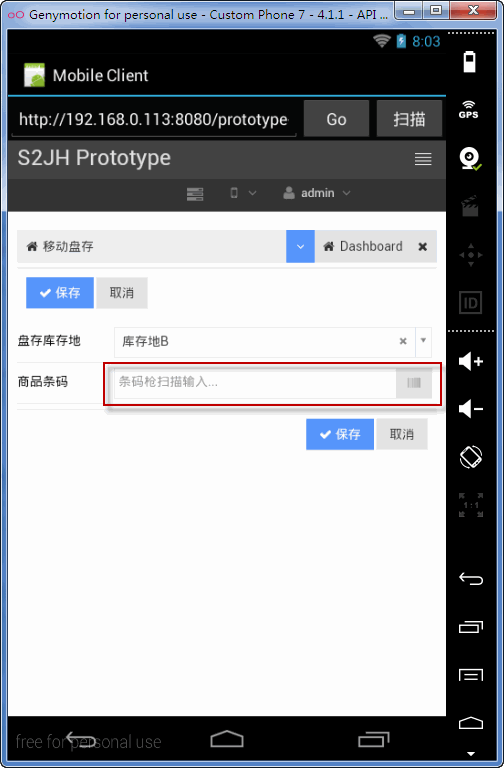 Genymotion for personal use - Custom Phone 7 - 4.1.1 - API ...
8:03
GPS
Mobile Client
http://192.168.0.113:8080/prototype
Go
扫描
S2JH Prototype
admin
ID
移动盘存
Dashboard
保存
取消
盘存库存地
库存地B
商品条码
条码枪扫描输入...
保存
取消
1:1
free for personal use